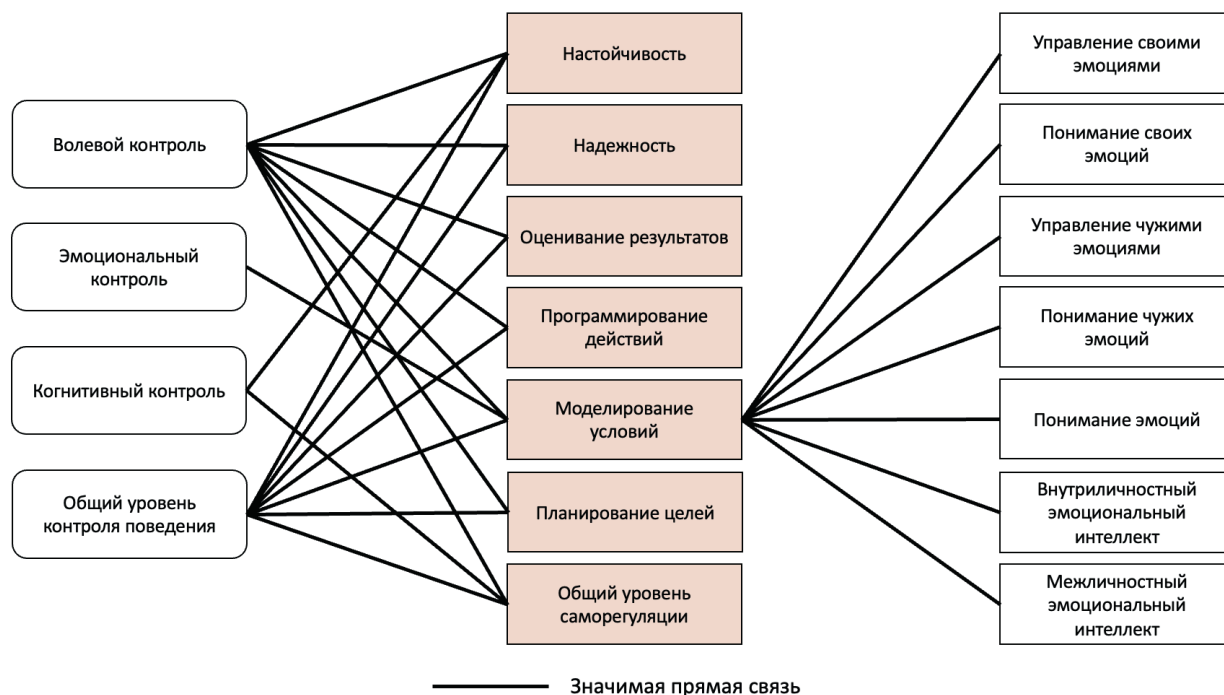 Волевой контроль
Эмоциональный
контроль
Когнитивный контроль
Общий уровень
контроля поведения
Настойчивость
Надежность
Оценивание результатов
Программирование
действий
Моделирование
условий
Планирование целей
Общий уровень
саморегуляции
Управление своими
эмоциями
Понимание своих
эмоций
Управление чужими
эмоциями
Понимание чужих
эмоций
Понимание эмоций
Внутриличностный
эмоциональный
интеллект
Межличностный
эмоциональный
интеллект
Значимая прямая связь